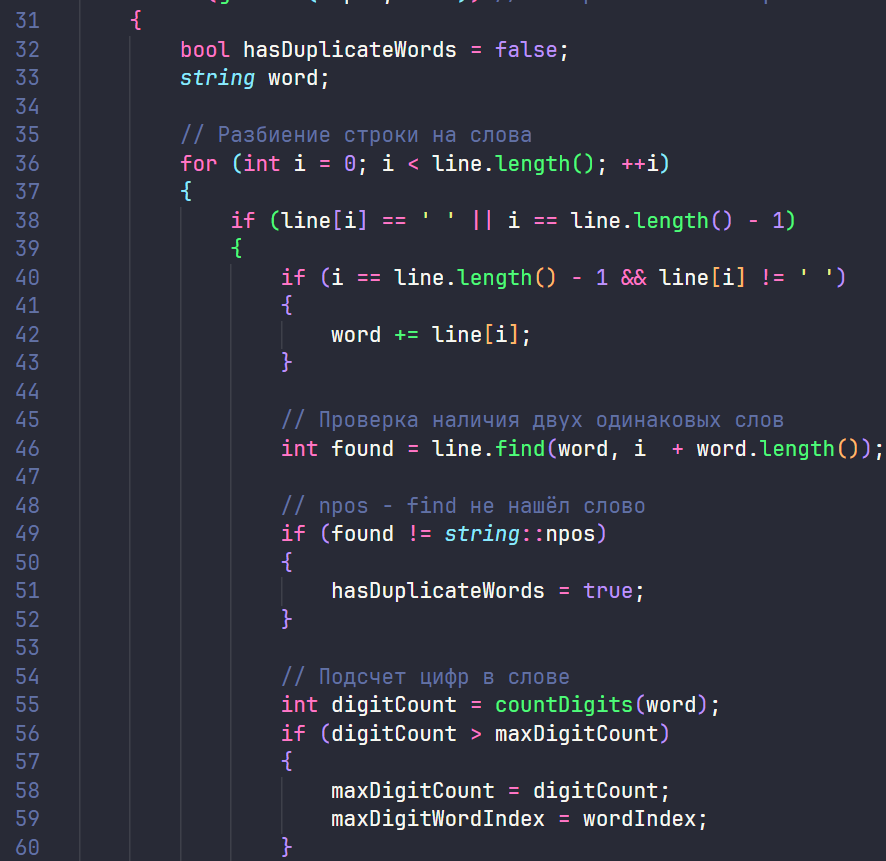 31 {
32 bool hasDuplicateWords = false;
33 string word;
34
35 // Разбиение строки на слова
36 for (int i = 0; i < line.length(); ++i)
37 {
38 if (line[i] == ' ' || i == line.length() - 1)
39 {
40 if (i == line.length() - 1 && line[i] != ' ')
41 {
42 word += line[i];
43 }
44
45 // Проверка наличия двух одинаковых слов
46 int found = line.find(word, i  + word.length());
47
48 // npos - find не нашёл слово
49 if (found != string::npos)
50 {
51 hasDuplicateWords = true;
52 }
53
54 // Подсчет цифр в слове
55 int digitCount = countDigits(word);
56 if (digitCount > maxDigitCount)
57 {
58 maxDigitCount = digitCount;
59 maxDigitWordIndex = wordIndex;
60 }